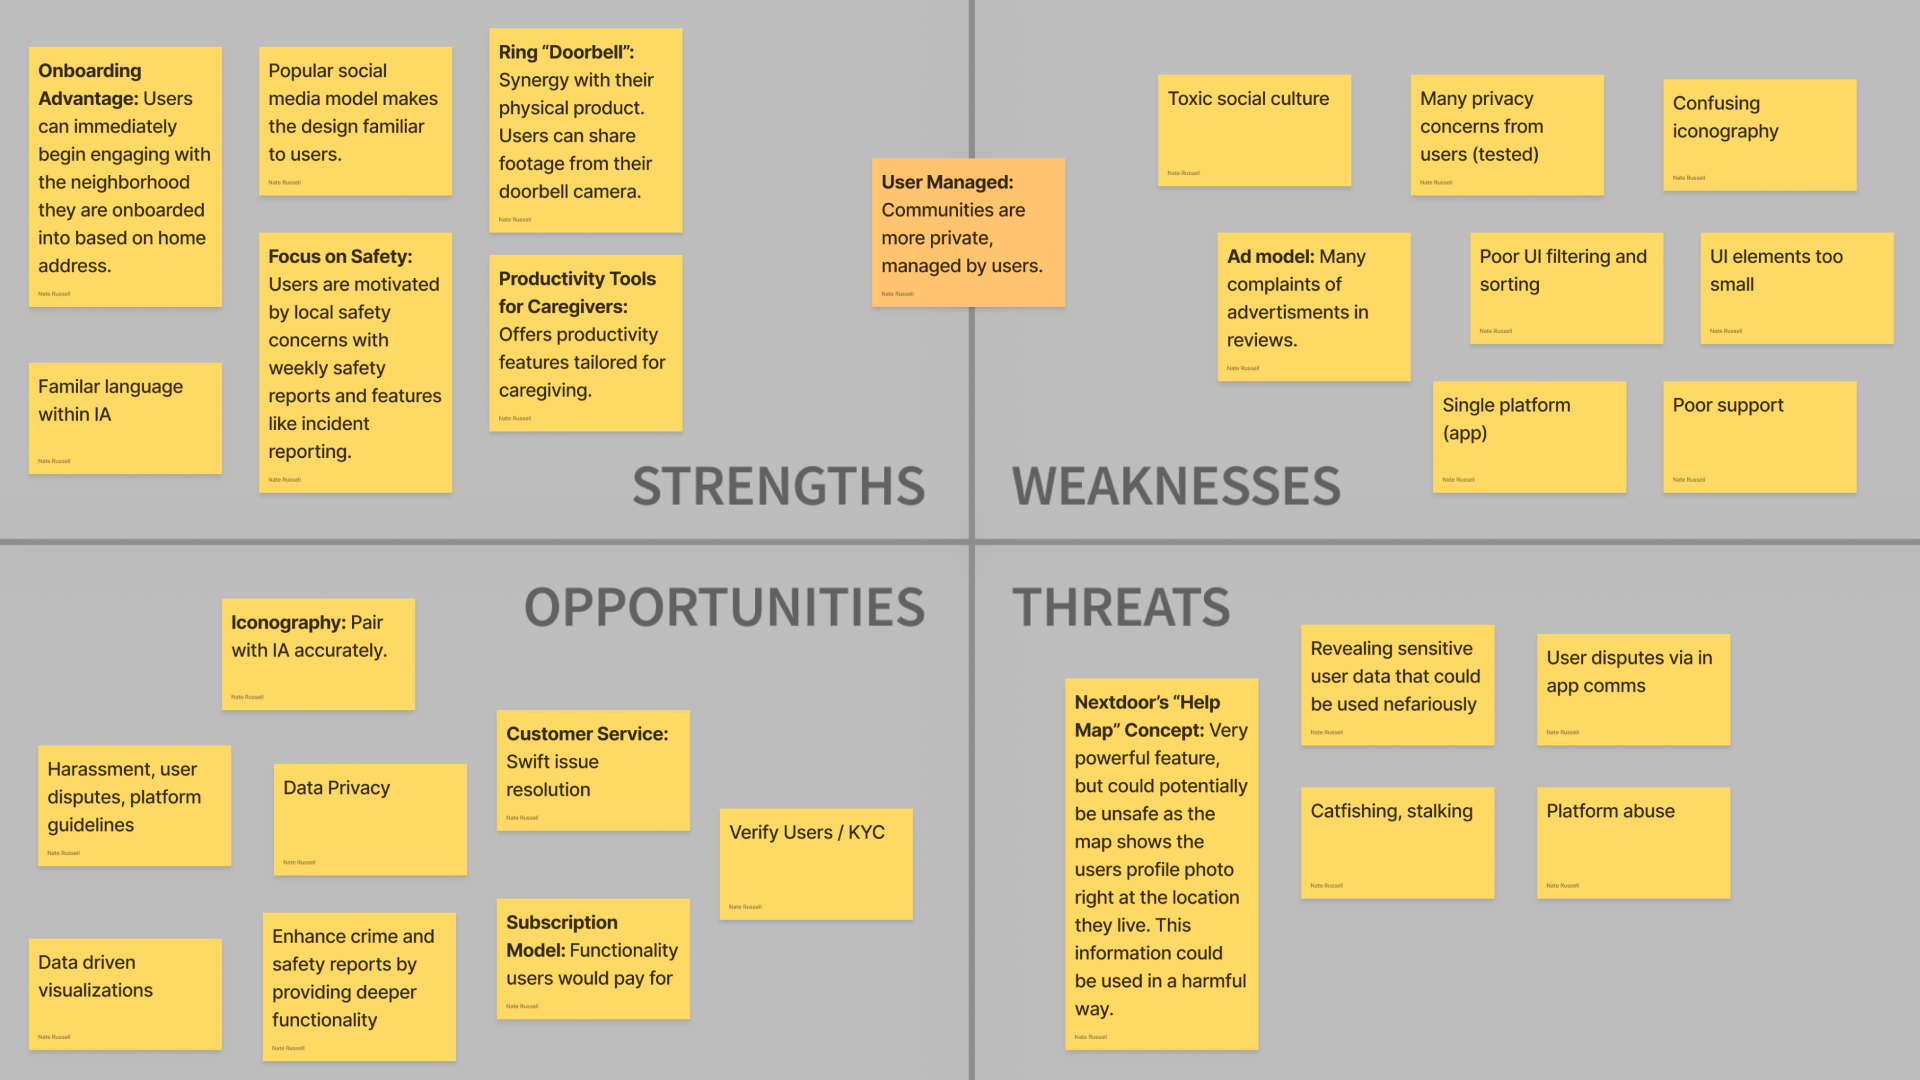 Onboarding
Advantage: Users
can immediately
begin engaging with
the neighborhood
they are onboarded
into based on home
address.
Nate Russell
Popular social
media model makes
the design familiar
to users.
Nate Russell
Ring “Doorbell”:
Synergy with their
physical product.
Users can share
footage from their
doorbell camera.
Nate Russell
Familar language
within IA
Nate Russell
Focus on Safety:
Users are motivated
by local safety
concerns with
weekly safety
reports and features
like incident
reporting.
Nate Russell
Productivity Tools
for Caregivers:
Offers productivity
features tailored for
caregiving.
Nate Russell
STRENGTHS
User Managed:
Communities are
more private,
managed by users.
Nate Russell
Toxic social culture
Nate Russell
Many privacy
concerns from
users (tested)
Nate Russell
Confusing
iconography
Nate Russell
Ad model: Many
complaints of
advertisments in
reviews.
Nate Russell
Poor UI filtering and
sorting
Nate Russell
UI elements too
small
Nate Russell
Single platform
(app)
Nate Russell
Poor support
Nate Russell
WEAKNESSES
OPPORTUNITIES
Iconography: Pair
with IA accurately.
Nate Russell
Harassment, user
disputes, platform
guidelines
Nate Russell
Data Privacy
Nate Russell
Customer Service:
Swift issue
resolution
Nate Russell
Verify Users / KYC
Nate Russell
Data driven
visualizations
Nate Russell
Enhance crime and
safety reports by
providing deeper
functionality
Nate Russell
Subscription
Model: Functionality
users would pay for
Nate Russell
THREATS
Nextdoor’s “Help
Map” Concept: Very
powerful feature,
but could potentially
be unsafe as the
map shows the
users profile photo
right at the location
they live. This
information could
be used in a harmful
way.
Nate Russell
Revealing sensitive
user data that could
be used nefariously
Nate Russell
User disputes via in
app comms
Nate Russell
Catfishing, stalking
Nate Russell
Platform abuse
Nate Russell